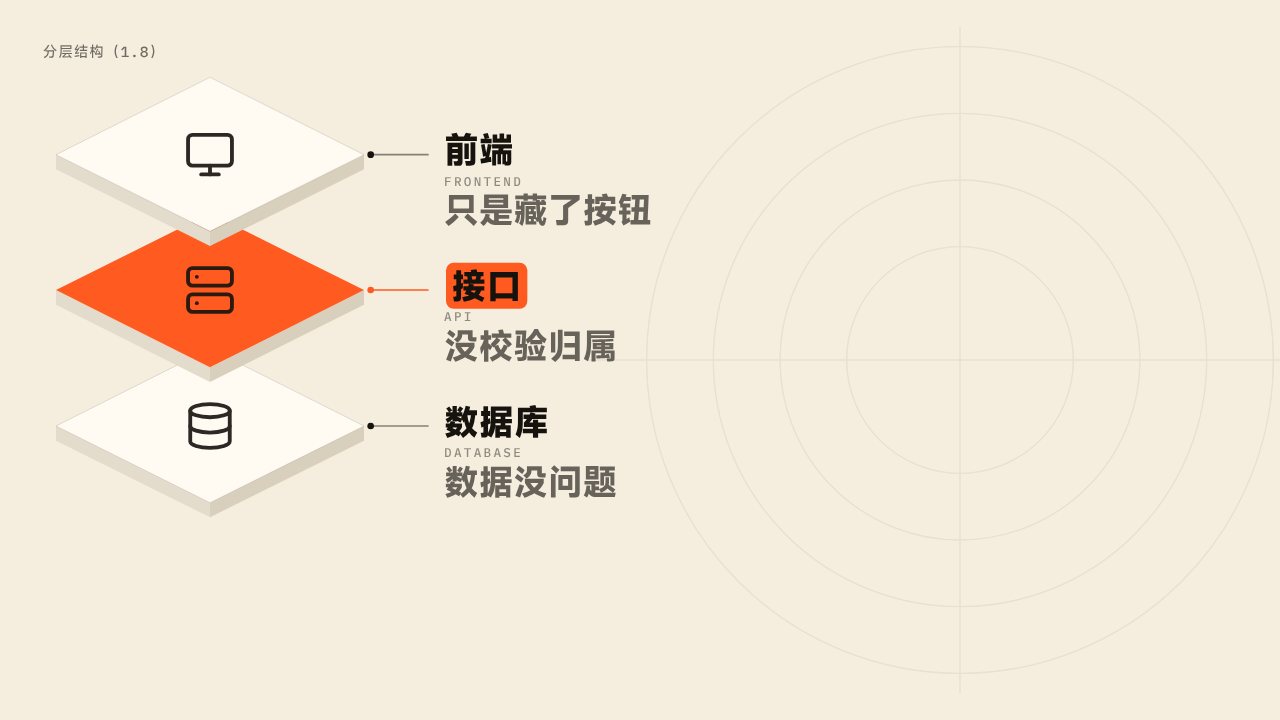 分层结构 (1.8)
前端
FRONTEND
只是藏了按钮
接口
API
没校验归属
数据库
DATABASE
数据没问题